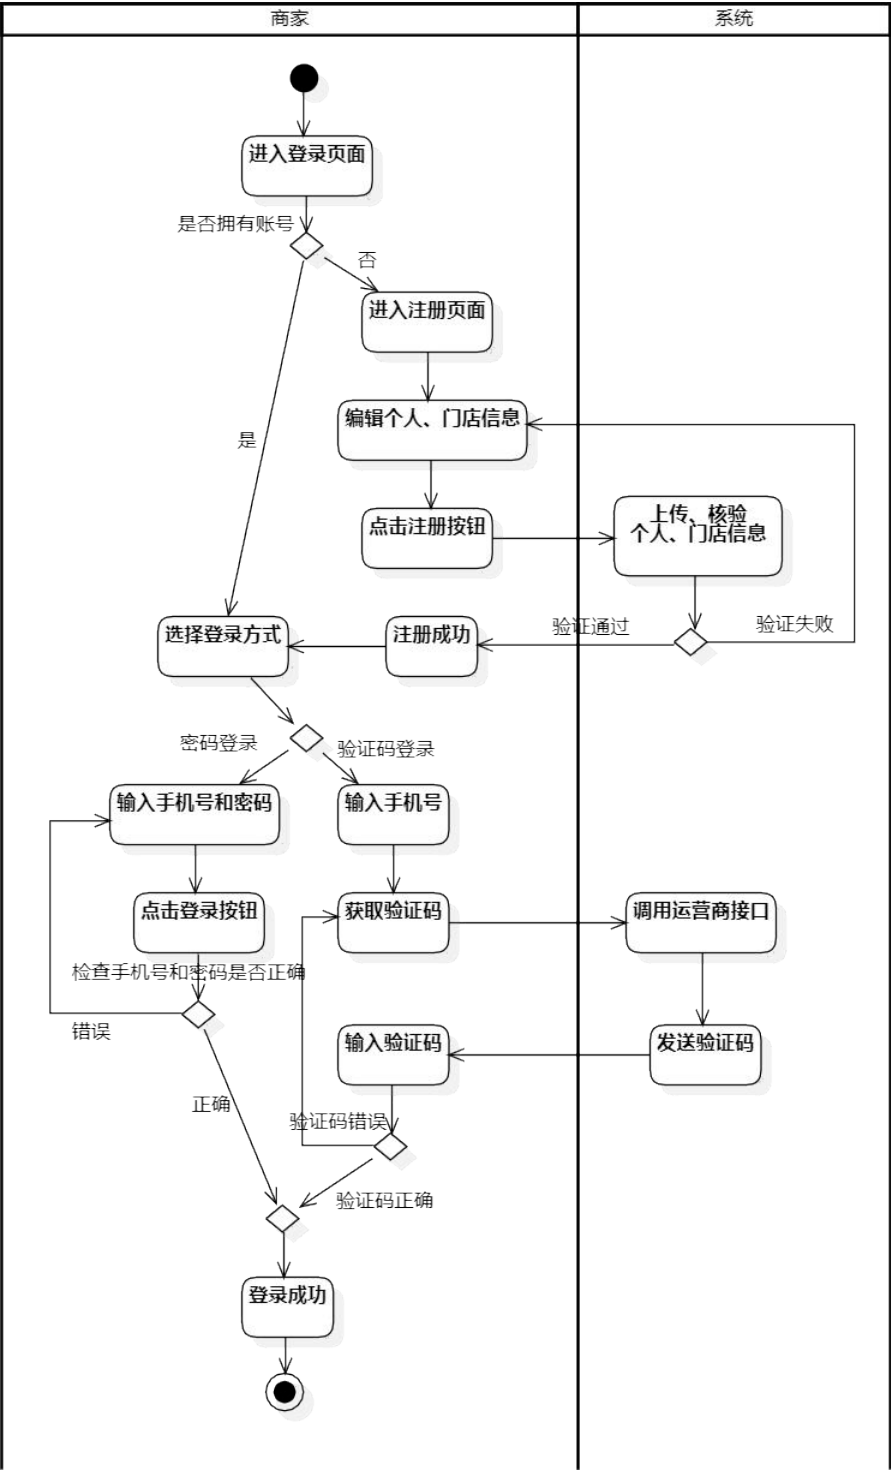 商家
系统
进入登录页面
是否拥有账号
否
进入注册页面
是
编辑个人、门店信息
点击注册按钮
上传、核验
个人、门店信息
选择登录方式
注册成功
验证通过
验证失败
密码登录
验证码登录
输入手机号和密码
输入手机号
点击登录按钮
获取验证码
调用运营商接口
检查手机号和密码是否正确
错误
输入验证码
发送验证码
正确
验证码错误
验证码正确
登录成功